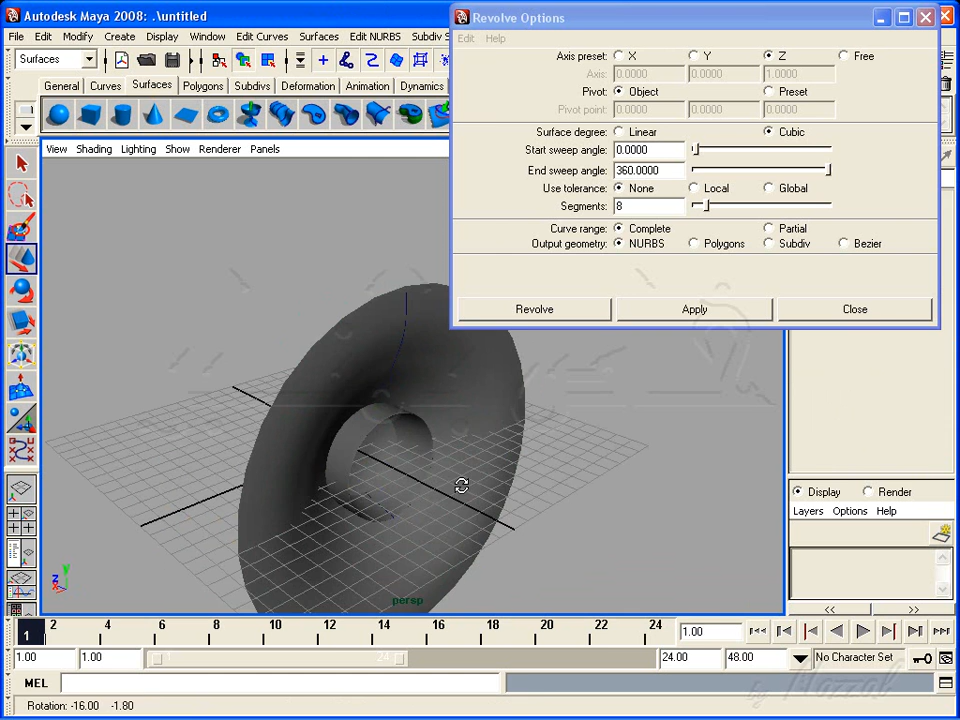 Autodesk Maya 2008: .\untitled
File Edit Modify Create Display Window Edit Curves Surfaces Edit NURBS Subdiv S
Surfaces
General Curves Surfaces Polygons Subdivs Deformation Animation Dynamics
View Shading Lighting Show Renderer Panels
Revolve Options
Edit Help
Axis preset: X Y Z Free
Axis: 0.0000 0.0000 1.0000
Pivot: Object Preset
Pivot point: 0.0000 0.0000 0.0000
Surface degree: Linear Cubic
Start sweep angle: 0.0000
End sweep angle: 360.0000
Use tolerance: None Local Global
Segments: 8
Curve range: Complete Partial
Output geometry: NURBS Polygons Subdiv Bezier
Revolve Apply Close
Display Render
Layers Options Help
y
z
x
persp
<< >>
1 2 4 6 8 10 12 14 16 18 20 22 24
1.00
1.00 1.00 1 24 24.00 48.00 No Character Set
MEL
Rotation: -16.00 -1.80
by Mazzal